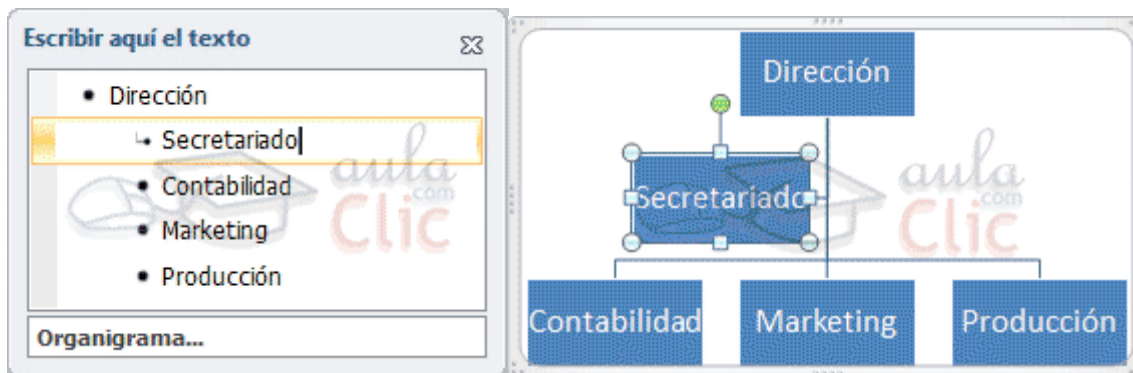 Escribir aquí el texto
Dirección
Secretariado
Contabilidad
Marketing
Producción
Organigrama...
aula
.com
Clic
Dirección
Secretariado
Contabilidad
Marketing
Producción
aula
.com
Clic